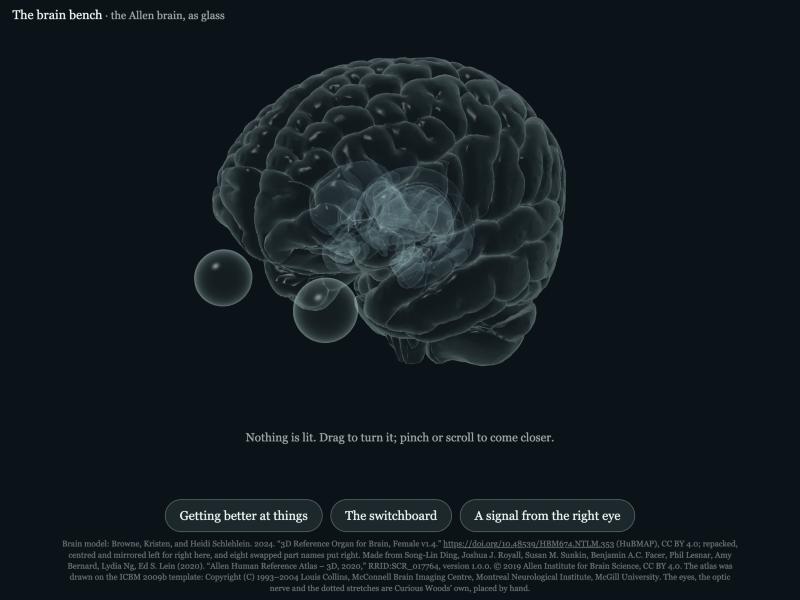 The brain bench · the Allen brain, as glass
Nothing is lit. Drag to turn it; pinch or scroll to come closer.
Getting better at things
The switchboard
A signal from the right eye
Brain model: Browne, Kristen, and Heidi Schlehlein. 2024. “3D Reference Organ for Brain, Female v1.4.” https://doi.org/10.48539/HBM674.NTLM.353 (HuBMAP), CC BY 4.0; repacked,
centred and mirrored left for right here, and eight swapped part names put right. Made from Song-Lin Ding, Joshua J. Royall, Susan M. Sunkin, Benjamin A.C. Facer, Phil Lesnar, Amy
Bernard, Lydia Ng, Ed S. Lein (2020). “Allen Human Reference Atlas – 3D, 2020,” RRID:SCR_017764, version 1.0.0. © 2019 Allen Institute for Brain Science, CC BY 4.0. The atlas was
drawn on the ICBM 2009b template: Copyright (C) 1993–2004 Louis Collins, McConnell Brain Imaging Centre, Montreal Neurological Institute, McGill University. The eyes, the optic
nerve and the dotted stretches are Curious Woods’ own, placed by hand.